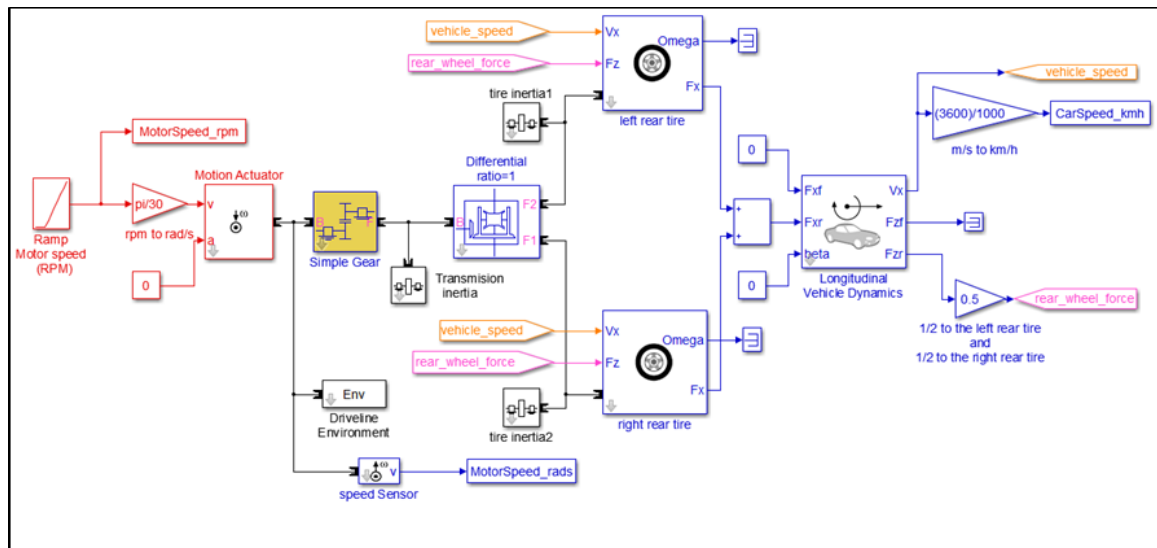 MotorSpeed_rpm
Ramp
Motor speed
(RPM)
pi/30
rpm to rad/s
0
Motion Actuator
v
a
ω
B
F
Simple Gear
Transmision
inertia
Differential
ratio=1
B
F2
F1
Env
Driveline
Environment
ω
v
speed Sensor
MotorSpeed_rads
vehicle_speed
rear_wheel_force
tire inertia1
Vx
Fz
Omega
Fx
left rear tire
vehicle_speed
rear_wheel_force
tire inertia2
Vx
Fz
Omega
Fx
right rear tire
+
+
0
0
Fxf
Fxr
beta
Vx
Fzf
Fzr
Longitudinal
Vehicle Dynamics
vehicle_speed
(3600)/1000
m/s to km/h
CarSpeed_kmh
0.5
1/2 to the left rear tire
and
1/2 to the right rear tire
rear_wheel_force